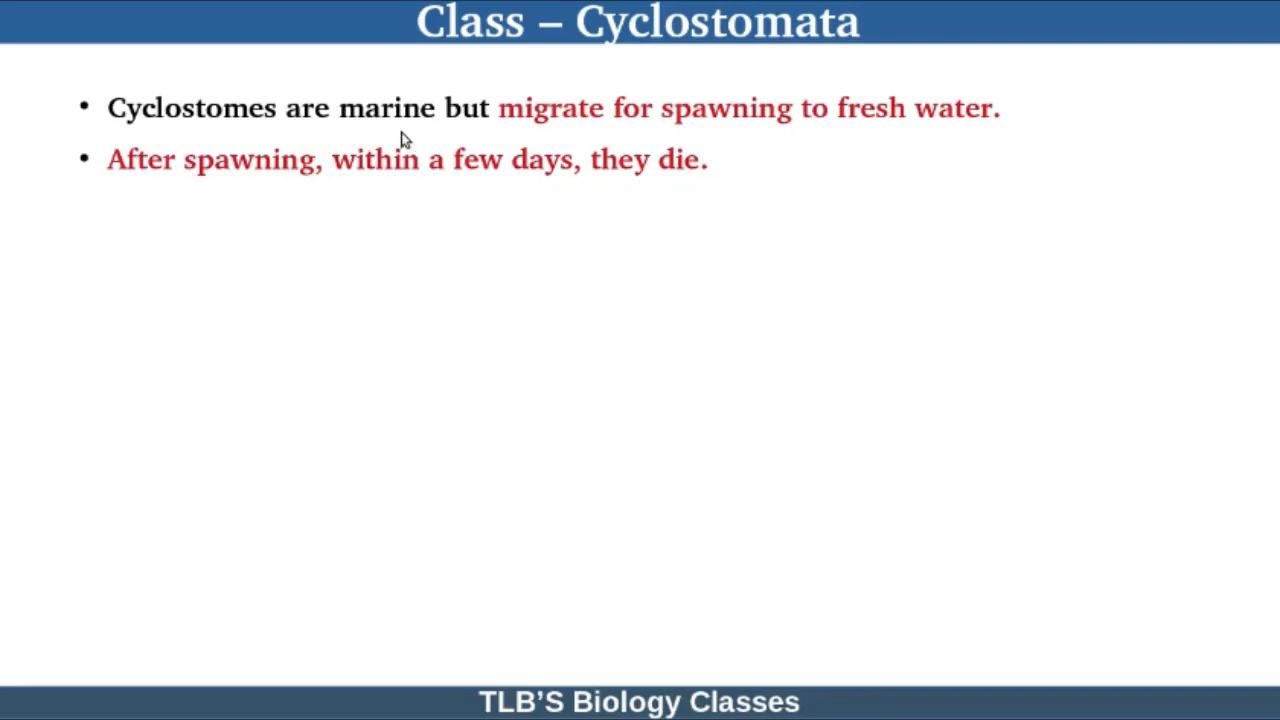 Class – Cyclostomata
• Cyclostomes are marine but migrate for spawning to fresh water.
• After spawning, within a few days, they die.
TLB’S Biology Classes